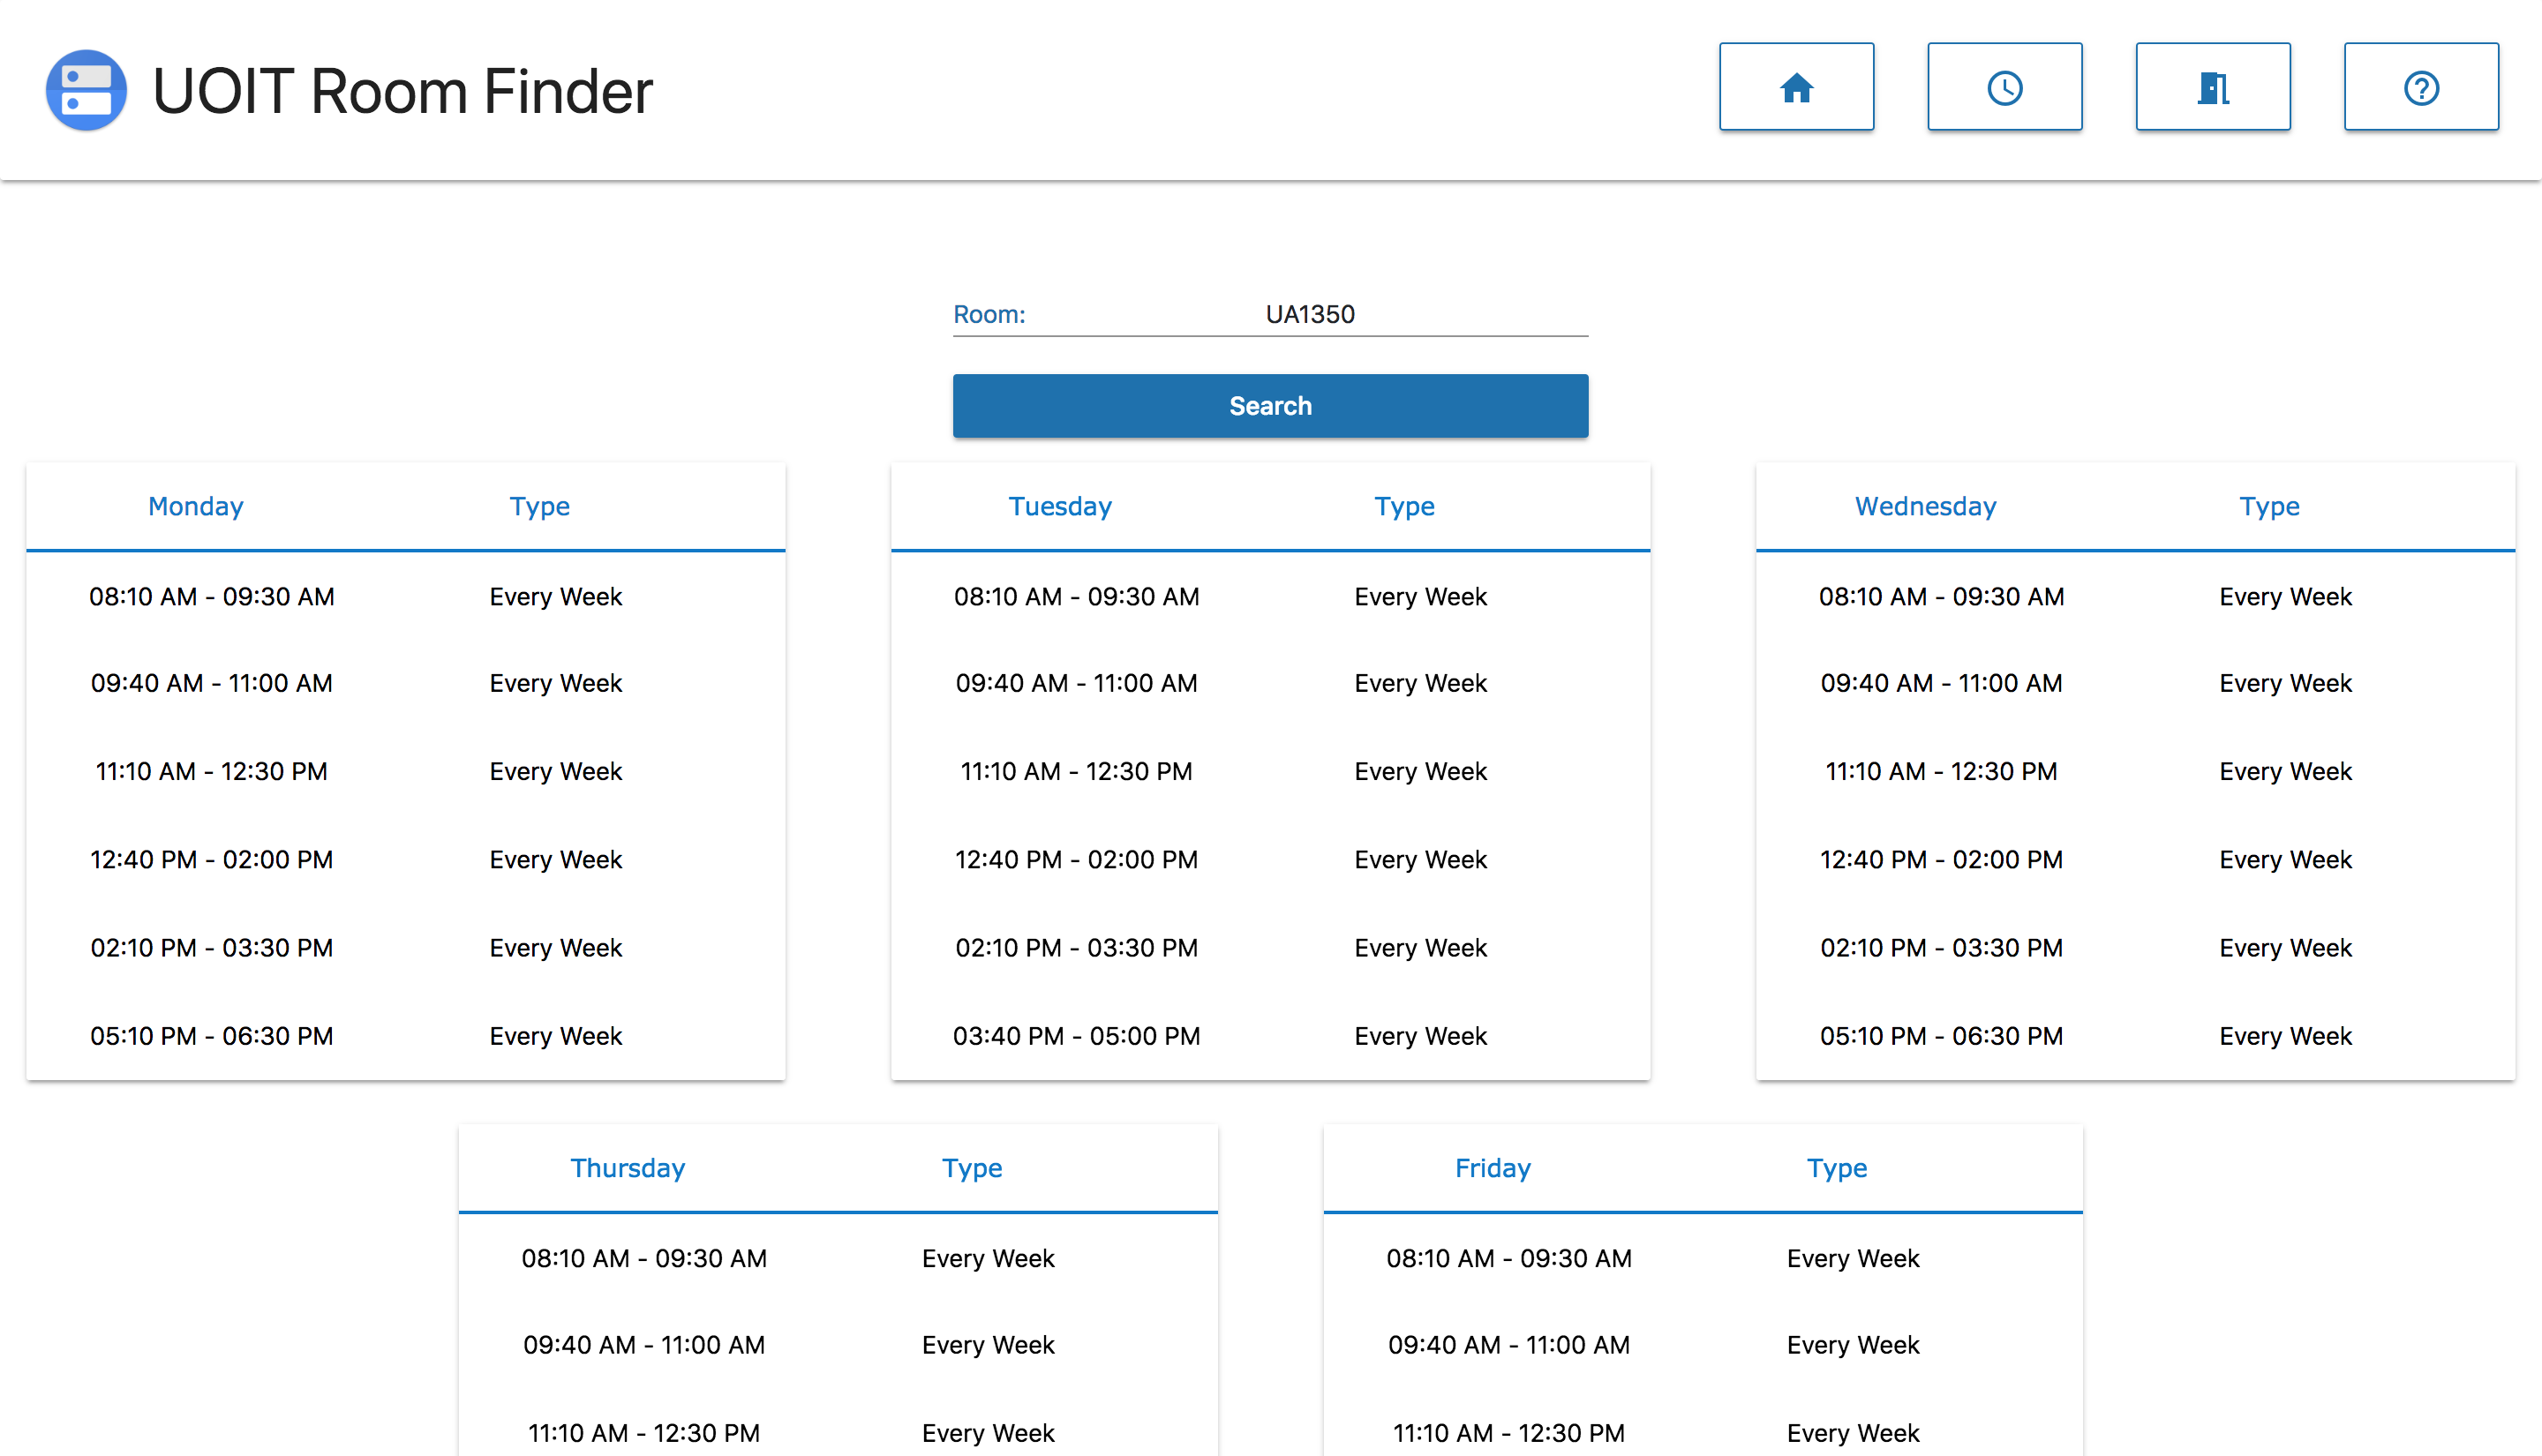 UOIT Room Finder
Room: UA1350
Search
Monday Type
08:10 AM - 09:30 AM Every Week
09:40 AM - 11:00 AM Every Week
11:10 AM - 12:30 PM Every Week
12:40 PM - 02:00 PM Every Week
02:10 PM - 03:30 PM Every Week
05:10 PM - 06:30 PM Every Week
Tuesday Type
08:10 AM - 09:30 AM Every Week
09:40 AM - 11:00 AM Every Week
11:10 AM - 12:30 PM Every Week
12:40 PM - 02:00 PM Every Week
02:10 PM - 03:30 PM Every Week
03:40 PM - 05:00 PM Every Week
Wednesday Type
08:10 AM - 09:30 AM Every Week
09:40 AM - 11:00 AM Every Week
11:10 AM - 12:30 PM Every Week
12:40 PM - 02:00 PM Every Week
02:10 PM - 03:30 PM Every Week
05:10 PM - 06:30 PM Every Week
Thursday Type
08:10 AM - 09:30 AM Every Week
09:40 AM - 11:00 AM Every Week
11:10 AM - 12:30 PM Every Week
Friday Type
08:10 AM - 09:30 AM Every Week
09:40 AM - 11:00 AM Every Week
11:10 AM - 12:30 PM Every Week